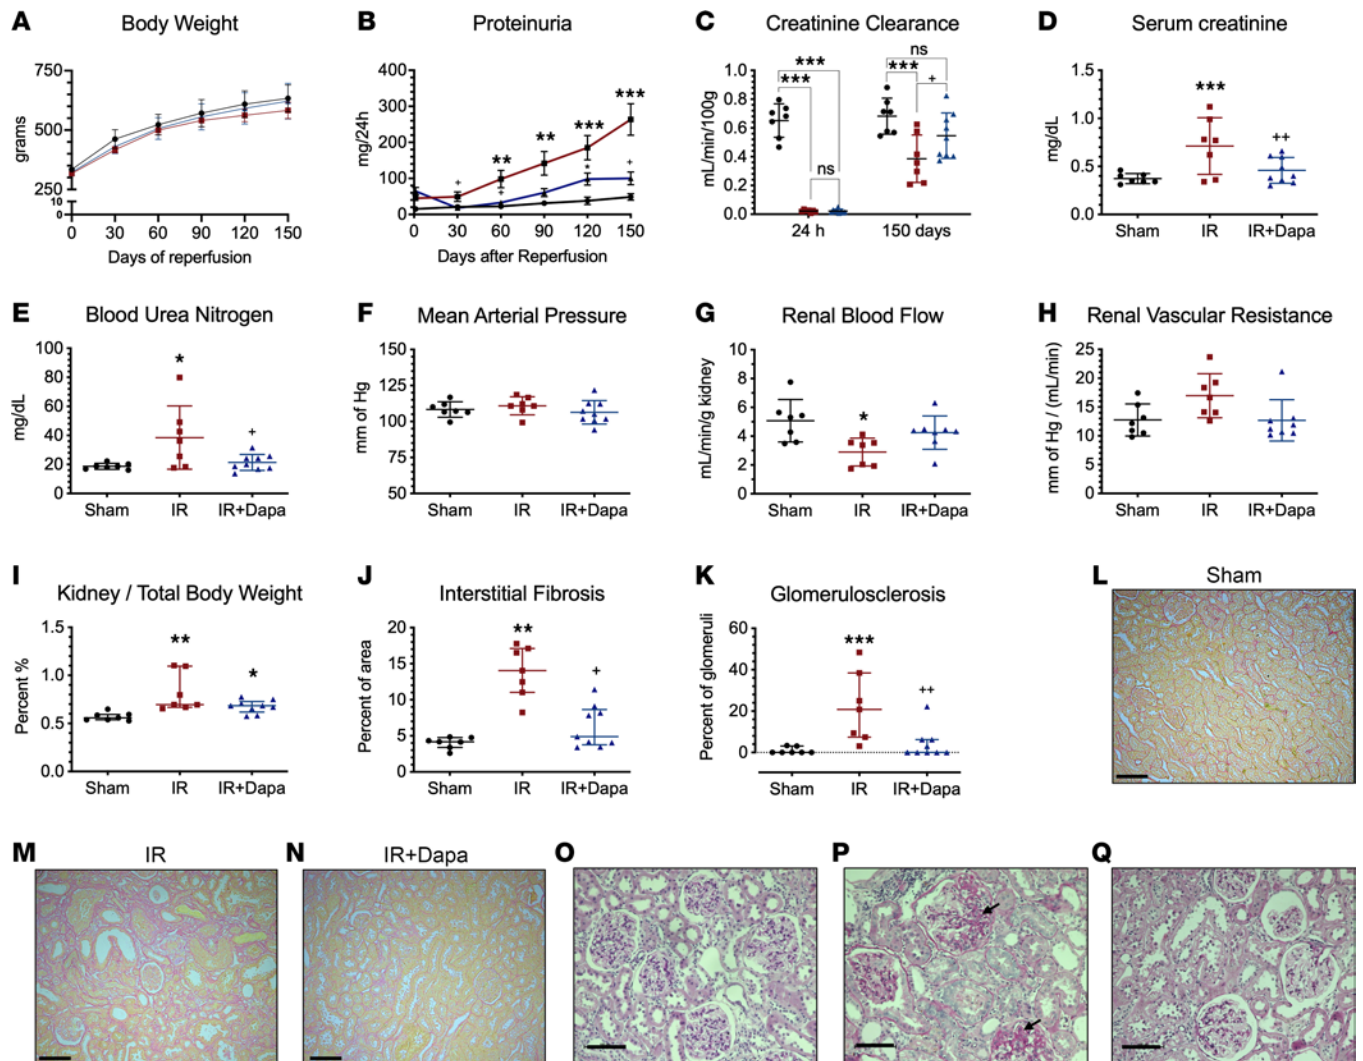 A Body Weight
grams
750
500
250
10
0
0 30 60 90 120 150
Days of reperfusion
B Proteinuria
mg/24h
400
300
200
100
0
*** ** *** ** + + * +
0 30 60 90 120 150
Days after Reperfusion
C Creatinine Clearance
mL/min/100g
1.0
0.8
0.6
0.4
0.2
0.0
ns
***
***
***
+
ns
24 h 150 days
D Serum creatinine
mg/dL
1.5
1.0
0.5
0.0
***
++
Sham IR IR+Dapa
E Blood Urea Nitrogen
mg/dL
100
80
60
40
20
0
*
+
Sham IR IR+Dapa
F Mean Arterial Pressure
mm of Hg
150
125
100
75
50
Sham IR IR+Dapa
G Renal Blood Flow
mL/min/g kidney
10
8
6
4
2
0
*
Sham IR IR+Dapa
H Renal Vascular Resistance
mm of Hg / (mL/min)
25
20
15
10
5
0
Sham IR IR+Dapa
I Kidney / Total Body Weight
Percent %
1.5
1.0
0.5
0.0
**
*
Sham IR IR+Dapa
J Interstitial Fibrosis
Percent of area
20
15
10
5
0
**
+
Sham IR IR+Dapa
K Glomerulosclerosis
Percent of glomeruli
60
40
20
0
***
++
Sham IR IR+Dapa
L Sham
M IR
N IR+Dapa
O
P
Q